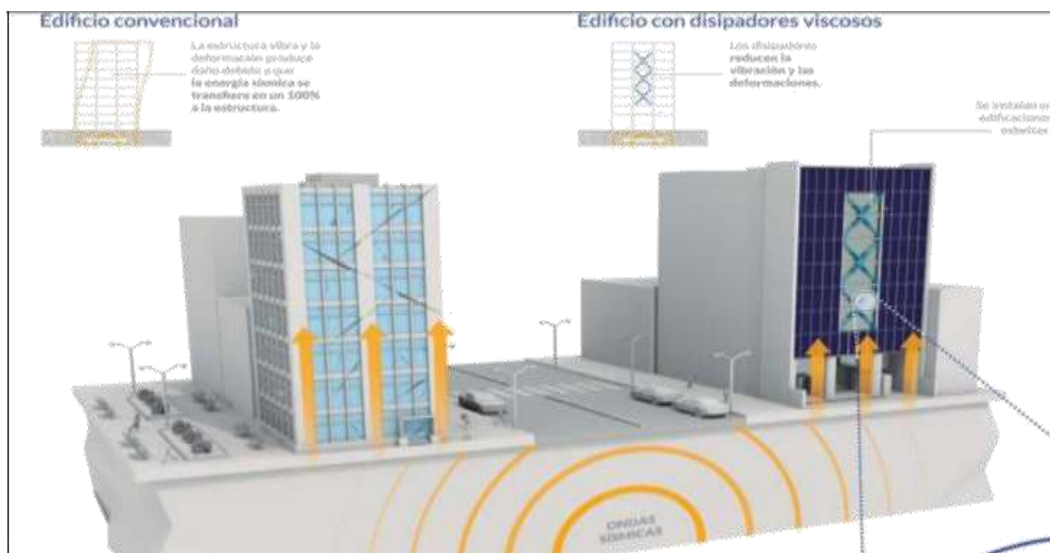 Edificio convencional
La estructura vibra y la
deformación produce
daño debido a que
la energía sísmica se
transfiere en un 100%
a la estructura.
Edificio con disipadores viscosos
Los disipadores
reducen la
vibración y las
deformaciones.
Se instalan en
edificaciones
esbeltas.
ONDAS
SÍSMICAS